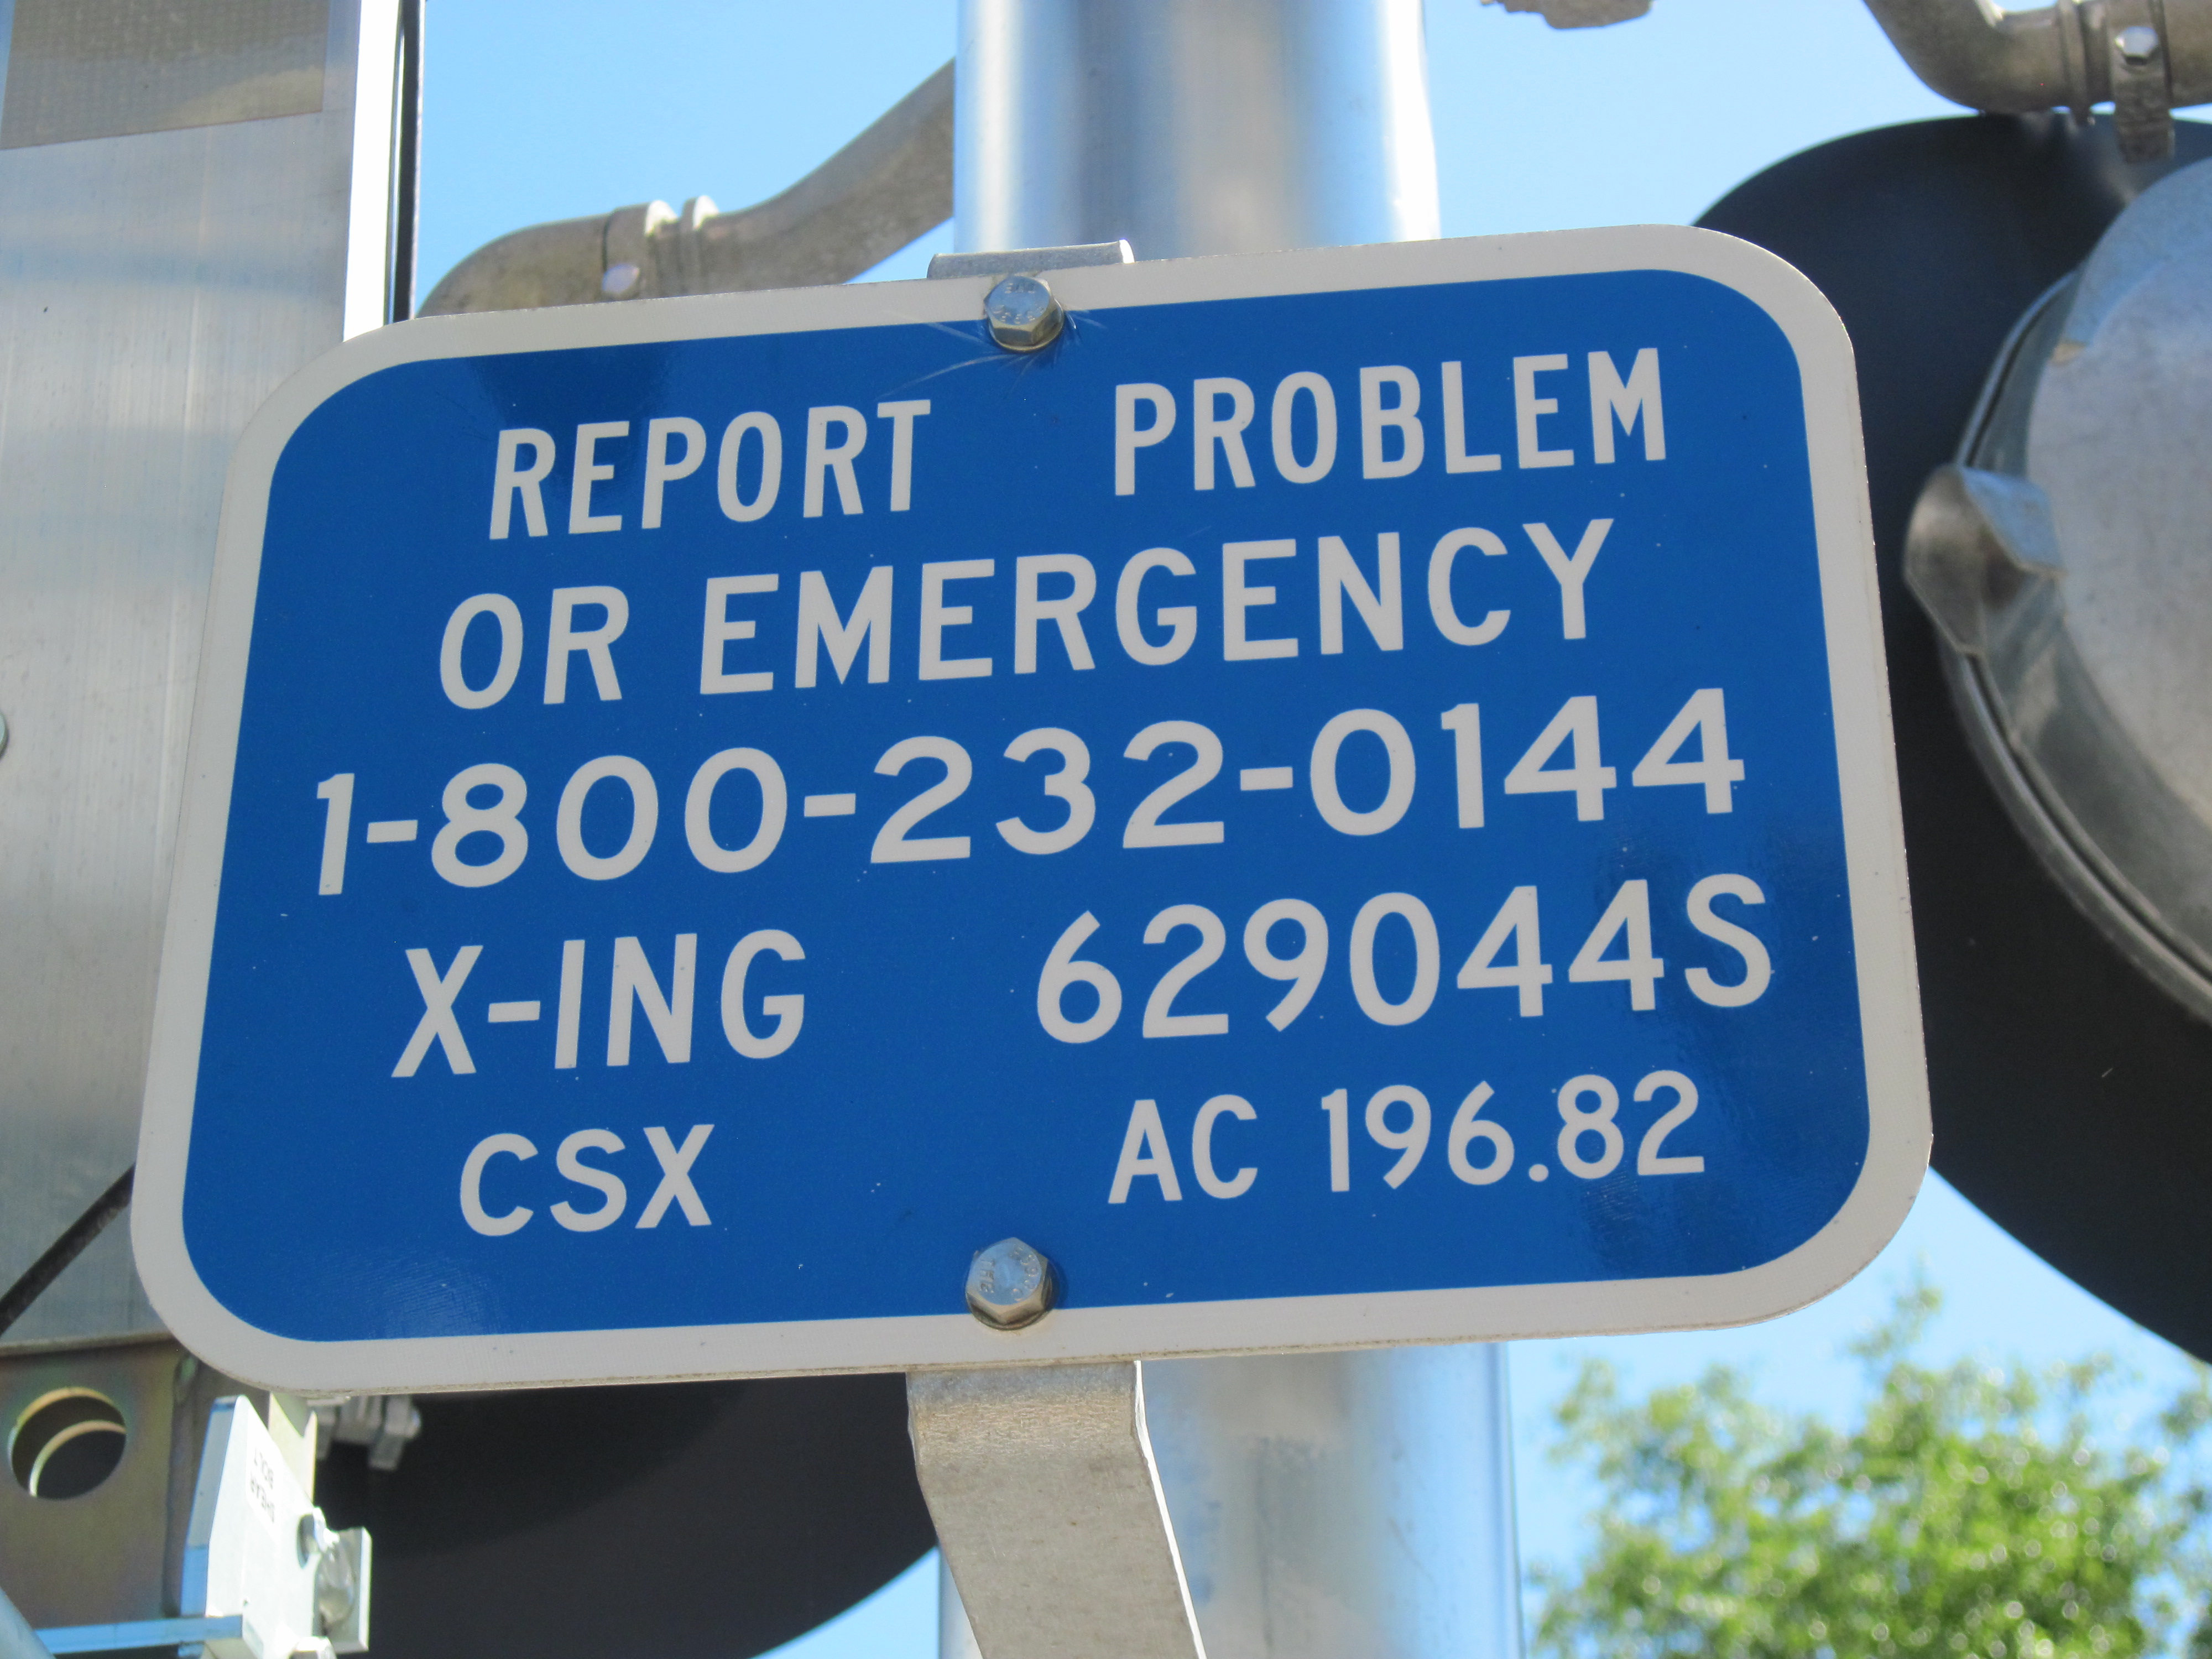 REPORT PROBLEM
OR EMERGENCY
1-800-232-0144
X-ING 629044S
CSX AC 196.82